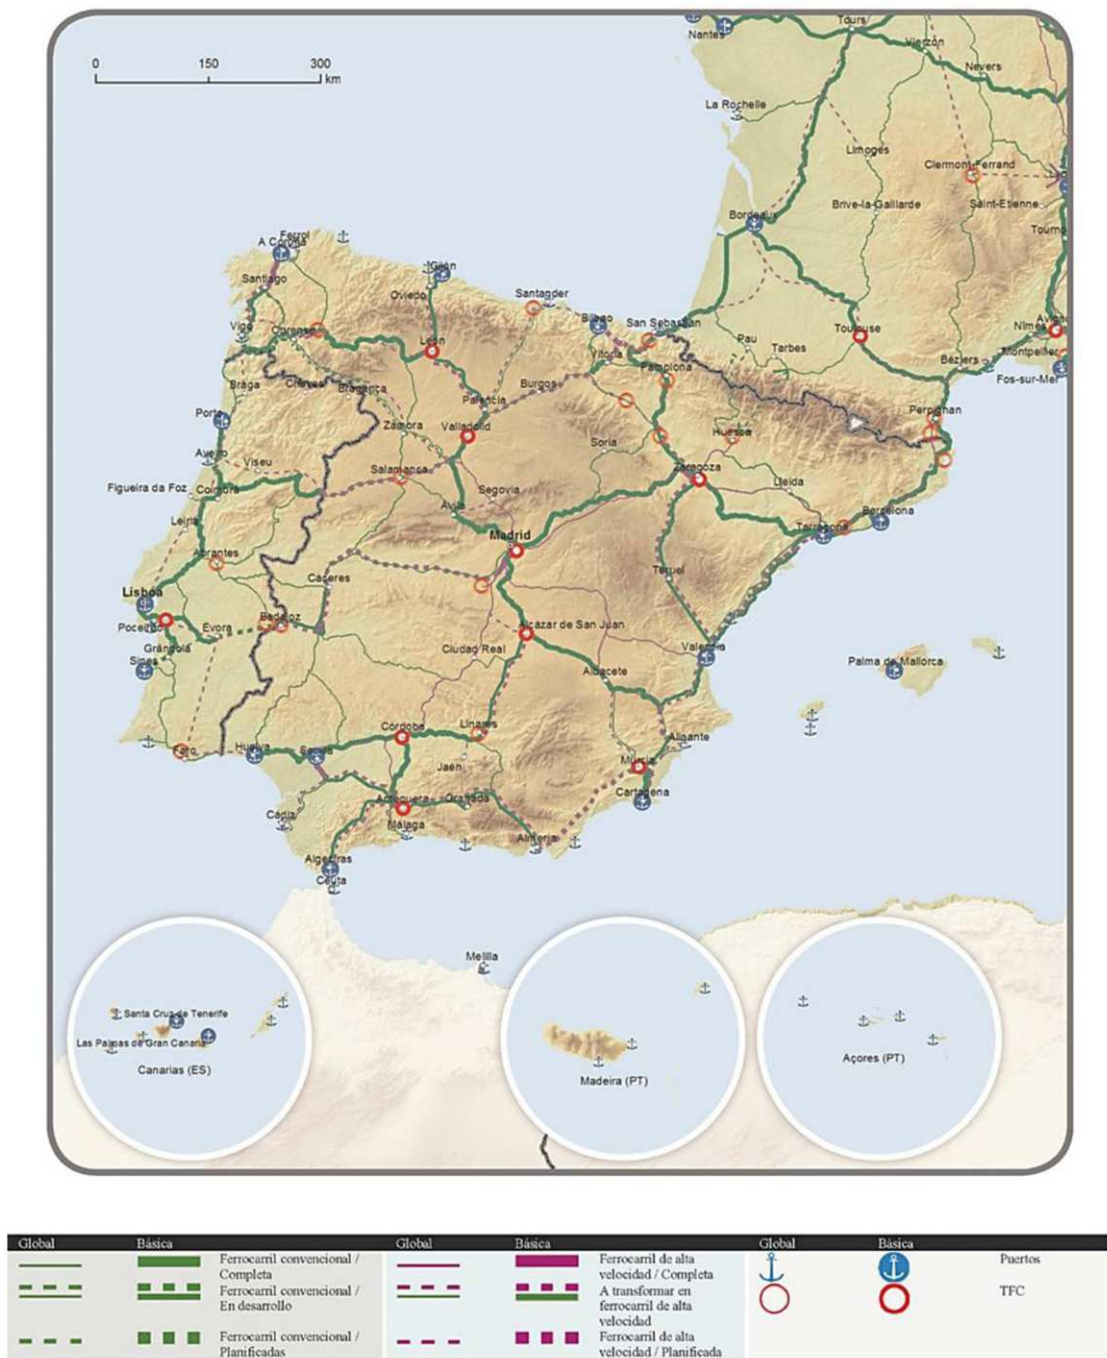 Nantes
Tours
Vierzon
Nevers
0 150 300
km
La Rochelle
Limoges
Clermont-Ferrand
Brive-la-Gaillarde
Saint-Etienne
Bordeaux
Ferrol
A Coruña
Santiago
Gijón
Oviedo
Santander
Bilbao
San Sebastián
Vigo
Ourense
León
Vitoria
Pau
Tarbes
Toulouse
Nîmes
Montpellier
Béziers
Fos-sur-Mer
Pamplona
Burgos
Braga
Chaves
Bragança
Palencia
Perpignan
Porto
Zamora
Valladolid
Soria
Huesca
Aveiro
Viseu
Salamanca
Zaragoza
Lleida
Figueira da Foz
Coimbra
Segovia
Leiria
Ávila
Barcelona
Tarragona
Madrid
Abrantes
Cáceres
Teruel
Lisboa
Poceirão
Évora
Badajoz
Alcázar de San Juan
Grândola
Ciudad Real
Valencia
Sines
Albacete
Palma de Mallorca
Faro
Huelva
Sevilla
Córdoba
Linares
Alicante
Jaén
Murcia
Cartagena
Antequera
Granada
Cádiz
Málaga
Almería
Algeciras
Ceuta
Melilla
Santa Cruz de Tenerife
Las Palmas de Gran Canaria
Canarias (ES)
Madeira (PT)
Açores (PT)
Global Básica
Ferrocarril convencional /
Completa
Ferrocarril convencional /
En desarrollo
Ferrocarril convencional /
Planificadas
Global Básica
Ferrocarril de alta
velocidad / Completa
A transformar en
ferrocarril de alta
velocidad
Ferrocarril de alta
velocidad / Planificada
Global Básica
Puertos
TFC